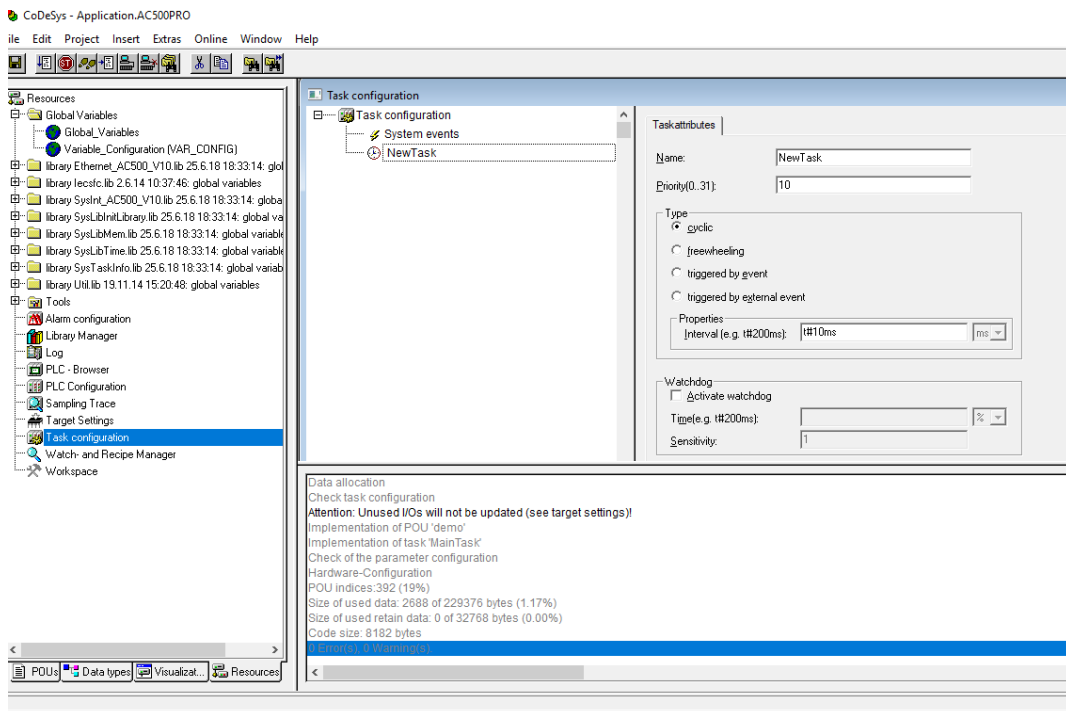 CoDeSys - Application.AC500PRO
ile Edit Project Insert Extras Online Window Help
Resources
Global Variables
Global_Variables
Variable_Configuration (VAR_CONFIG)
library Ethernet_AC500_V10.lib 25.6.18 18:33:14: glol
library Iecsfc.lib 2.6.14 10:37:46: global variables
library SysInt_AC500_V10.lib 25.6.18 18:33:14: globa
library SysLibInitLibrary.lib 25.6.18 18:33:14: global va
library SysLibMem.lib 25.6.18 18:33:14: global variable
library SysLibTime.lib 25.6.18 18:33:14: global variable
library SysTaskInfo.lib 25.6.18 18:33:14: global variab
library Util.lib 19.11.14 15:20:48: global variables
Tools
Alarm configuration
Library Manager
Log
PLC - Browser
PLC Configuration
Sampling Trace
Target Settings
Task configuration
Watch- and Recipe Manager
Workspace
POUs Data types Visualizat... Resources
Task configuration
Task configuration
System events
NewTask
Taskattributes
Name: NewTask
Priority(0..31): 10
Type
cyclic
freewheeling
triggered by event
triggered by external event
Properties
Interval (e.g. t#200ms): t#10ms ms
Watchdog
Activate watchdog
Time(e.g. t#200ms): %
Sensitivity: 1
Data allocation
Check task configuration
Attention: Unused I/Os will not be updated (see target settings)!
Implementation of POU 'demo'
Implementation of task 'MainTask'
Check of the parameter configuration
Hardware-Configuration
POU indices:392 (19%)
Size of used data: 2688 of 229376 bytes (1.17%)
Size of used retain data: 0 of 32768 bytes (0.00%)
Code size: 8182 bytes
0 Error(s), 0 Warning(s).